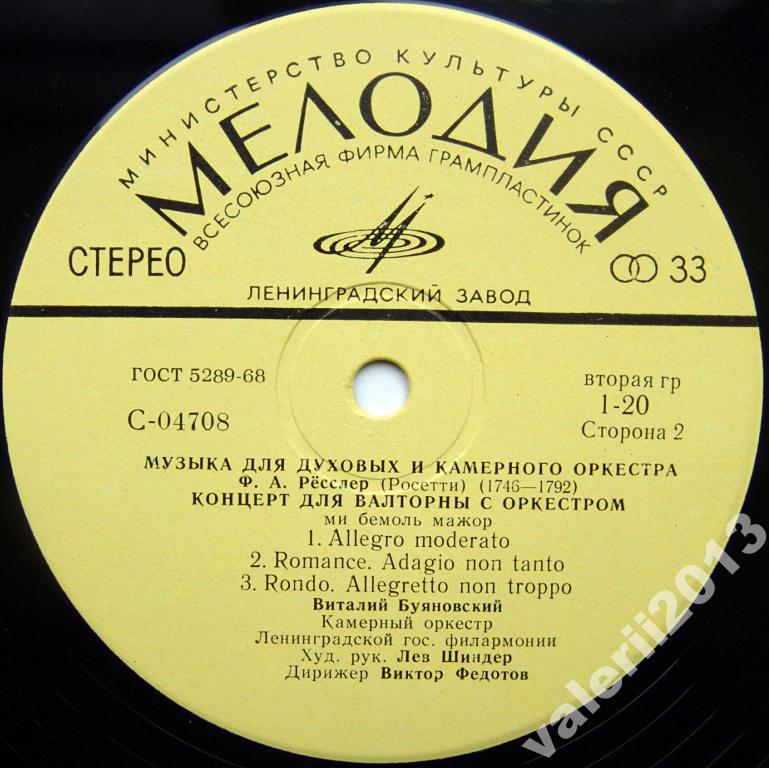 МИНИСТЕРСТВО КУЛЬТУРЫ СССР
МЕЛОДИЯ
ВСЕСОЮЗНАЯ ФИРМА ГРАМПЛАСТИНОК
СТЕРЕО
33
ЛЕНИНГРАДСКИЙ ЗАВОД
ГОСТ 5289-68
вторая гр
С-04708
1-20
Сторона 2
МУЗЫКА ДЛЯ ДУХОВЫХ И КАМЕРНОГО ОРКЕСТРА
Ф. А. Рёсслер (Росетти) (1746—1792)
КОНЦЕРТ ДЛЯ ВАЛТОРНЫ С ОРКЕСТРОМ
ми бемоль мажор
1. Allegro moderato
2. Romance. Adagio non tanto
3. Rondo. Allegretto non troppo
Виталий Буяновский
Камерный оркестр
Ленинградской гос. филармонии
Худ. рук. Лев Шиндер
Дирижер Виктор Федотов
valerii2013